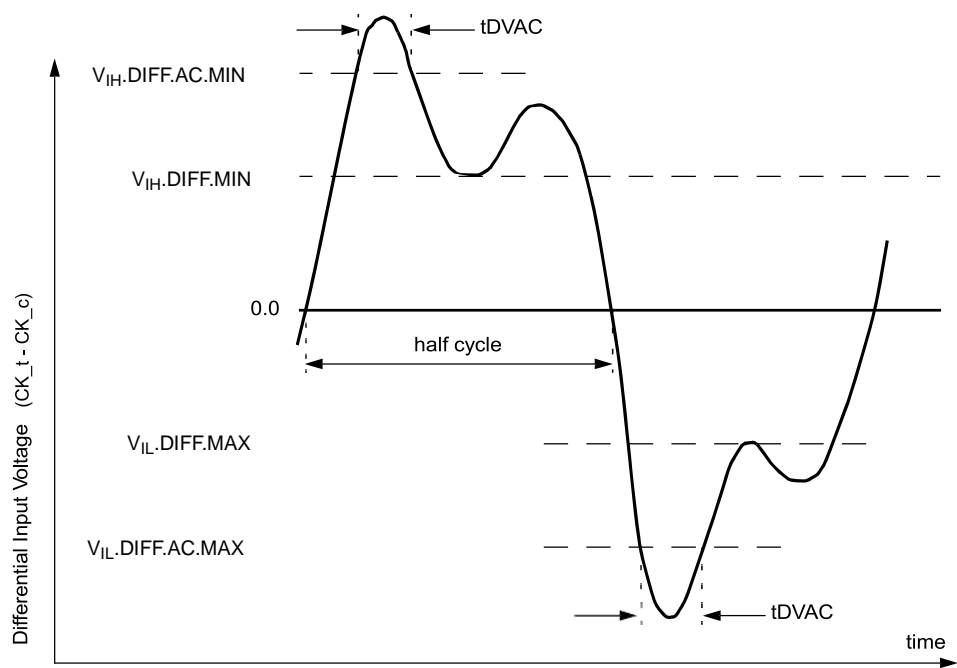 tDVAC
VIH.DIFF.AC.MIN
VIH.DIFF.MIN
0.0
half cycle
VIL.DIFF.MAX
VIL.DIFF.AC.MAX
tDVAC
time
Differential Input Voltage (CK_t - CK_c)